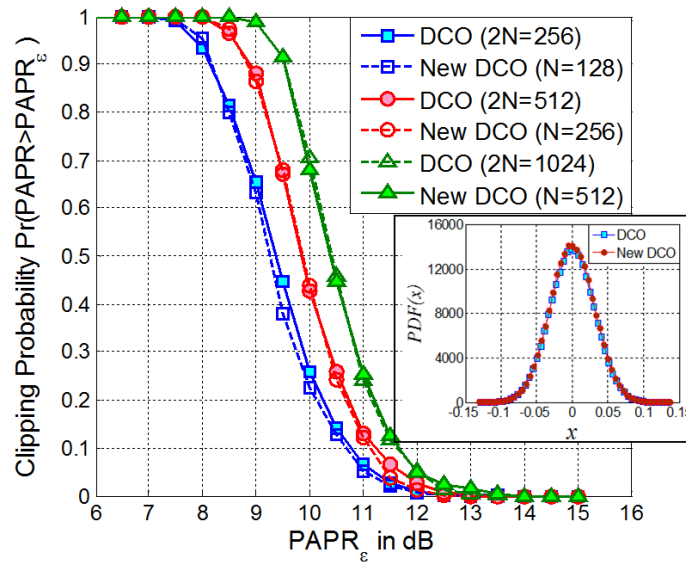 Clipping Probability Pr(PAPR>PAPRε)
1
0.9
0.8
0.7
0.6
0.5
0.4
0.3
0.2
0.1
0
6 7 8 9 10 11 12 13 14 15 16
PAPRε in dB
DCO (2N=256)
New DCO (N=128)
DCO (2N=512)
New DCO (N=256)
DCO (2N=1024)
New DCO (N=512)
PDF(x)
16000
12000
8000
4000
0
-0.15 -0.1 -0.05 0 0.05 0.1 0.15
x
DCO
New DCO